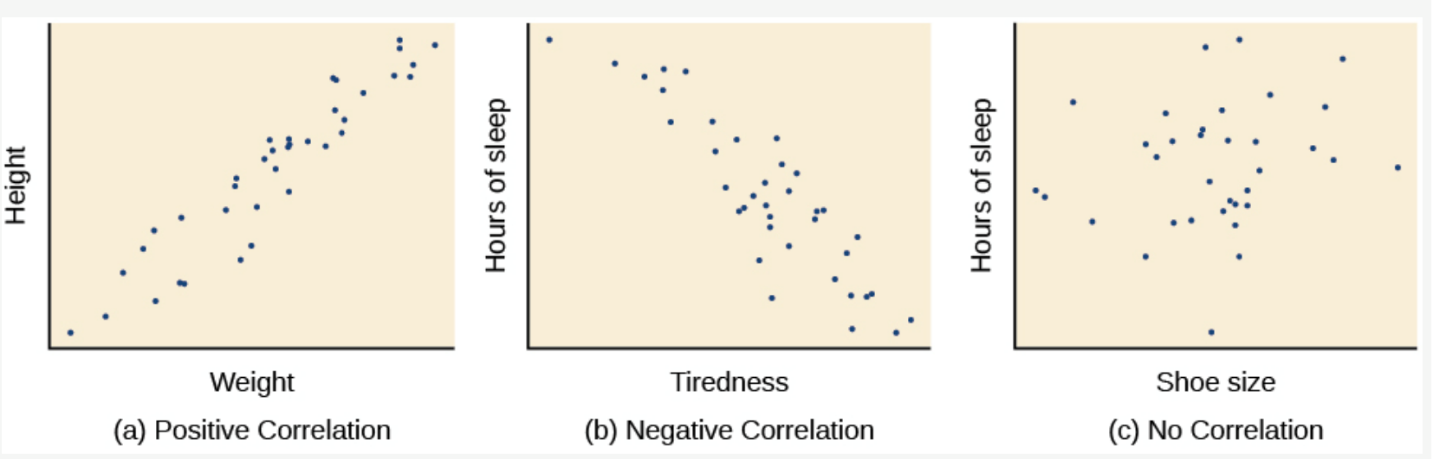 Height
Weight
(a) Positive Correlation
Hours of sleep
Tiredness
(b) Negative Correlation
Hours of sleep
Shoe size
(c) No Correlation